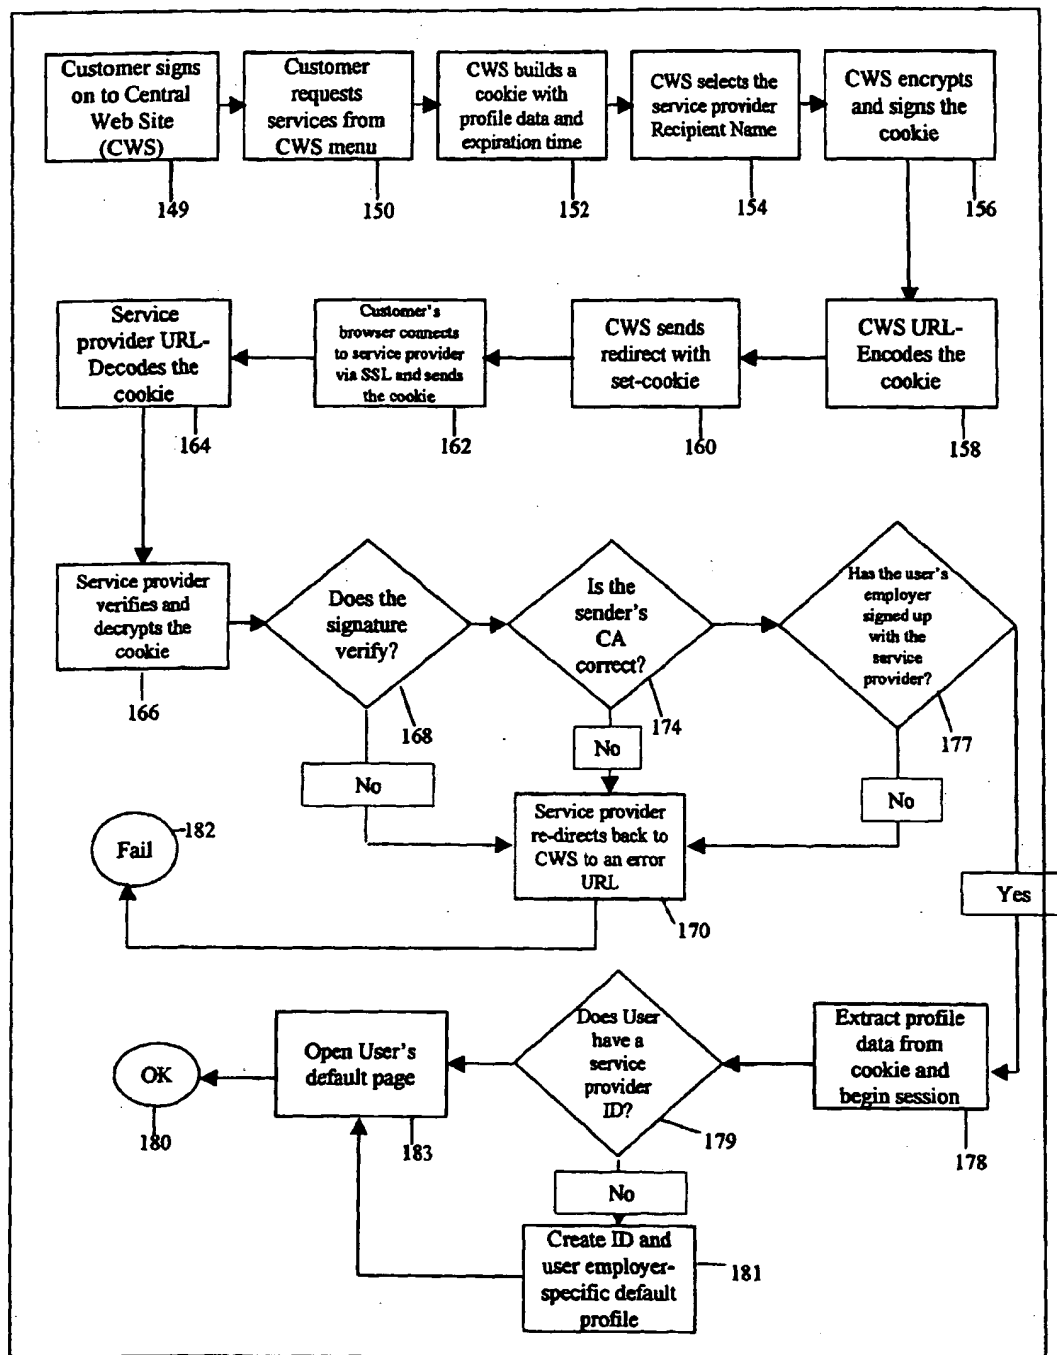 Customer signs
on to Central
Web Site
(CWS)
149
Customer
requests
services from
CWS menu
150
CWS builds a
cookie with
profile data and
expiration time
152
CWS selects the
service provider
Recipient Name
154
CWS encrypts
and signs the
cookie
156
Service
provider URL-
Decodes the
cookie
164
Customer's
browser connects
to service provider
via SSL and sends
the cookie
162
CWS sends
redirect with
set-cookie
160
CWS URL-
Encodes the
cookie
158
Service provider
verifies and
decrypts the
cookie
166
Does the
signature
verify?
168
No
Is the
sender's
CA
correct?
174
No
Has the user's
employer
signed up
with the
service
provider?
177
No
Yes
Service provider
re-directs back to
CWS to an error
URL
170
Fail
182
OK
180
Open User's
default page
183
Does User
have a
service
provider
ID?
179
No
Extract profile
data from
cookie and
begin session
178
Create ID and
user employer-
specific default
profile
181